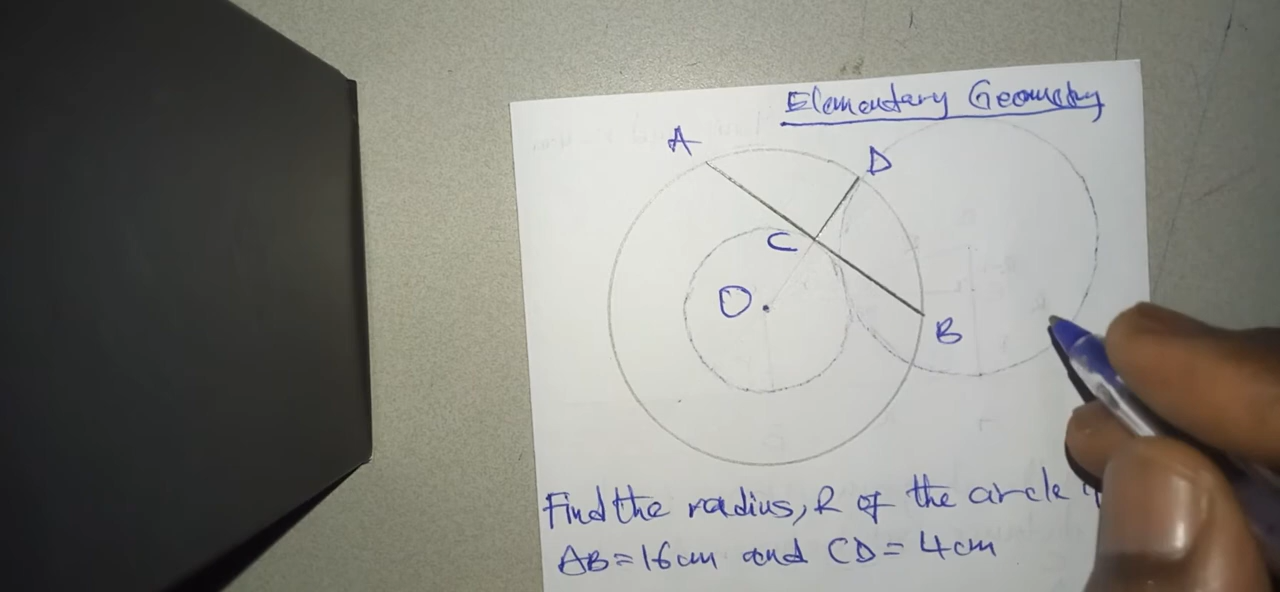 Elementary Geometry
A
D
C
O
B
Find the radius, R of the circle
AB = 16cm and CD = 4cm